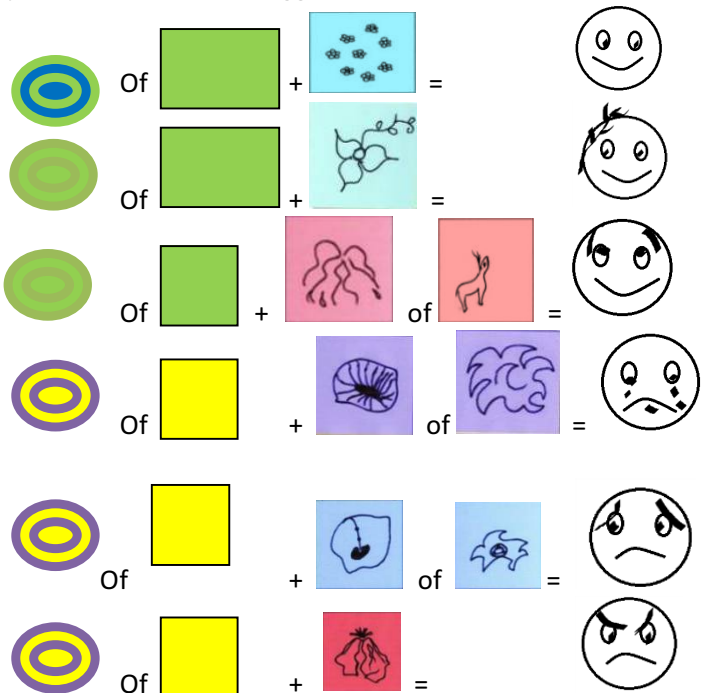 Of + =
Of + =
Of + of =
Of + of =
Of + of =
Of + =